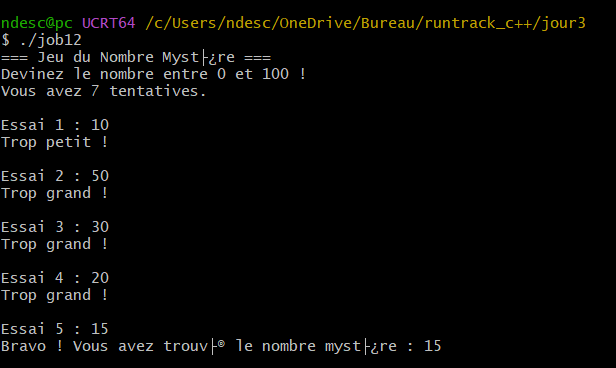 ndesc@pc UCRT64 /c/Users/ndesc/OneDrive/Bureau/runtrack_c++/jour3
$ ./job12
=== Jeu du Nombre Myst├¿re ===
Devinez le nombre entre 0 et 100 !
Vous avez 7 tentatives.
Essai 1 : 10
Trop petit !
Essai 2 : 50
Trop grand !
Essai 3 : 30
Trop grand !
Essai 4 : 20
Trop grand !
Essai 5 : 15
Bravo ! Vous avez trouv├® le nombre myst├¿re : 15